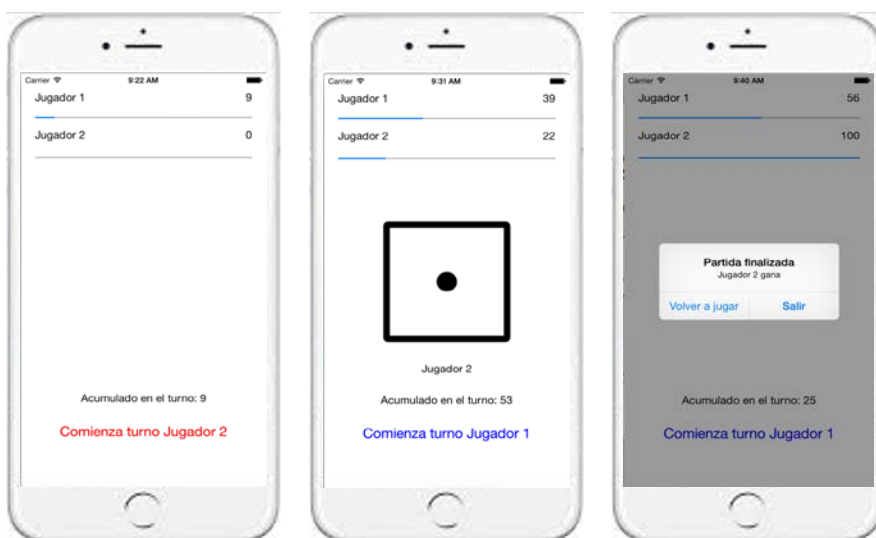 Carrier 9:22 AM
Jugador 1 9
Jugador 2 0
Acumulado en el turno: 9
Comienza turno Jugador 2
Carrier 9:31 AM
Jugador 1 39
Jugador 2 22
Jugador 2
Acumulado en el turno: 53
Comienza turno Jugador 1
Carrier 9:40 AM
Jugador 1 56
Jugador 2 100
Partida finalizada
Jugador 2 gana
Volver a jugar Salir
Acumulado en el turno: 25
Comienza turno Jugador 1